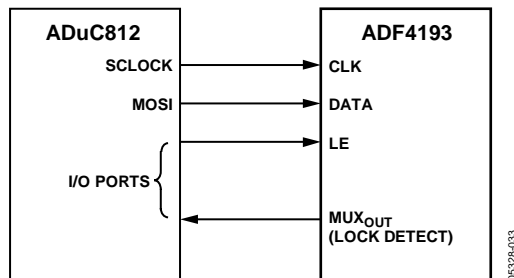 ADuC812
ADF4193
SCLOCK
CLK
MOSI
DATA
LE
I/O PORTS
MUXOUT
(LOCK DETECT)
05328-033